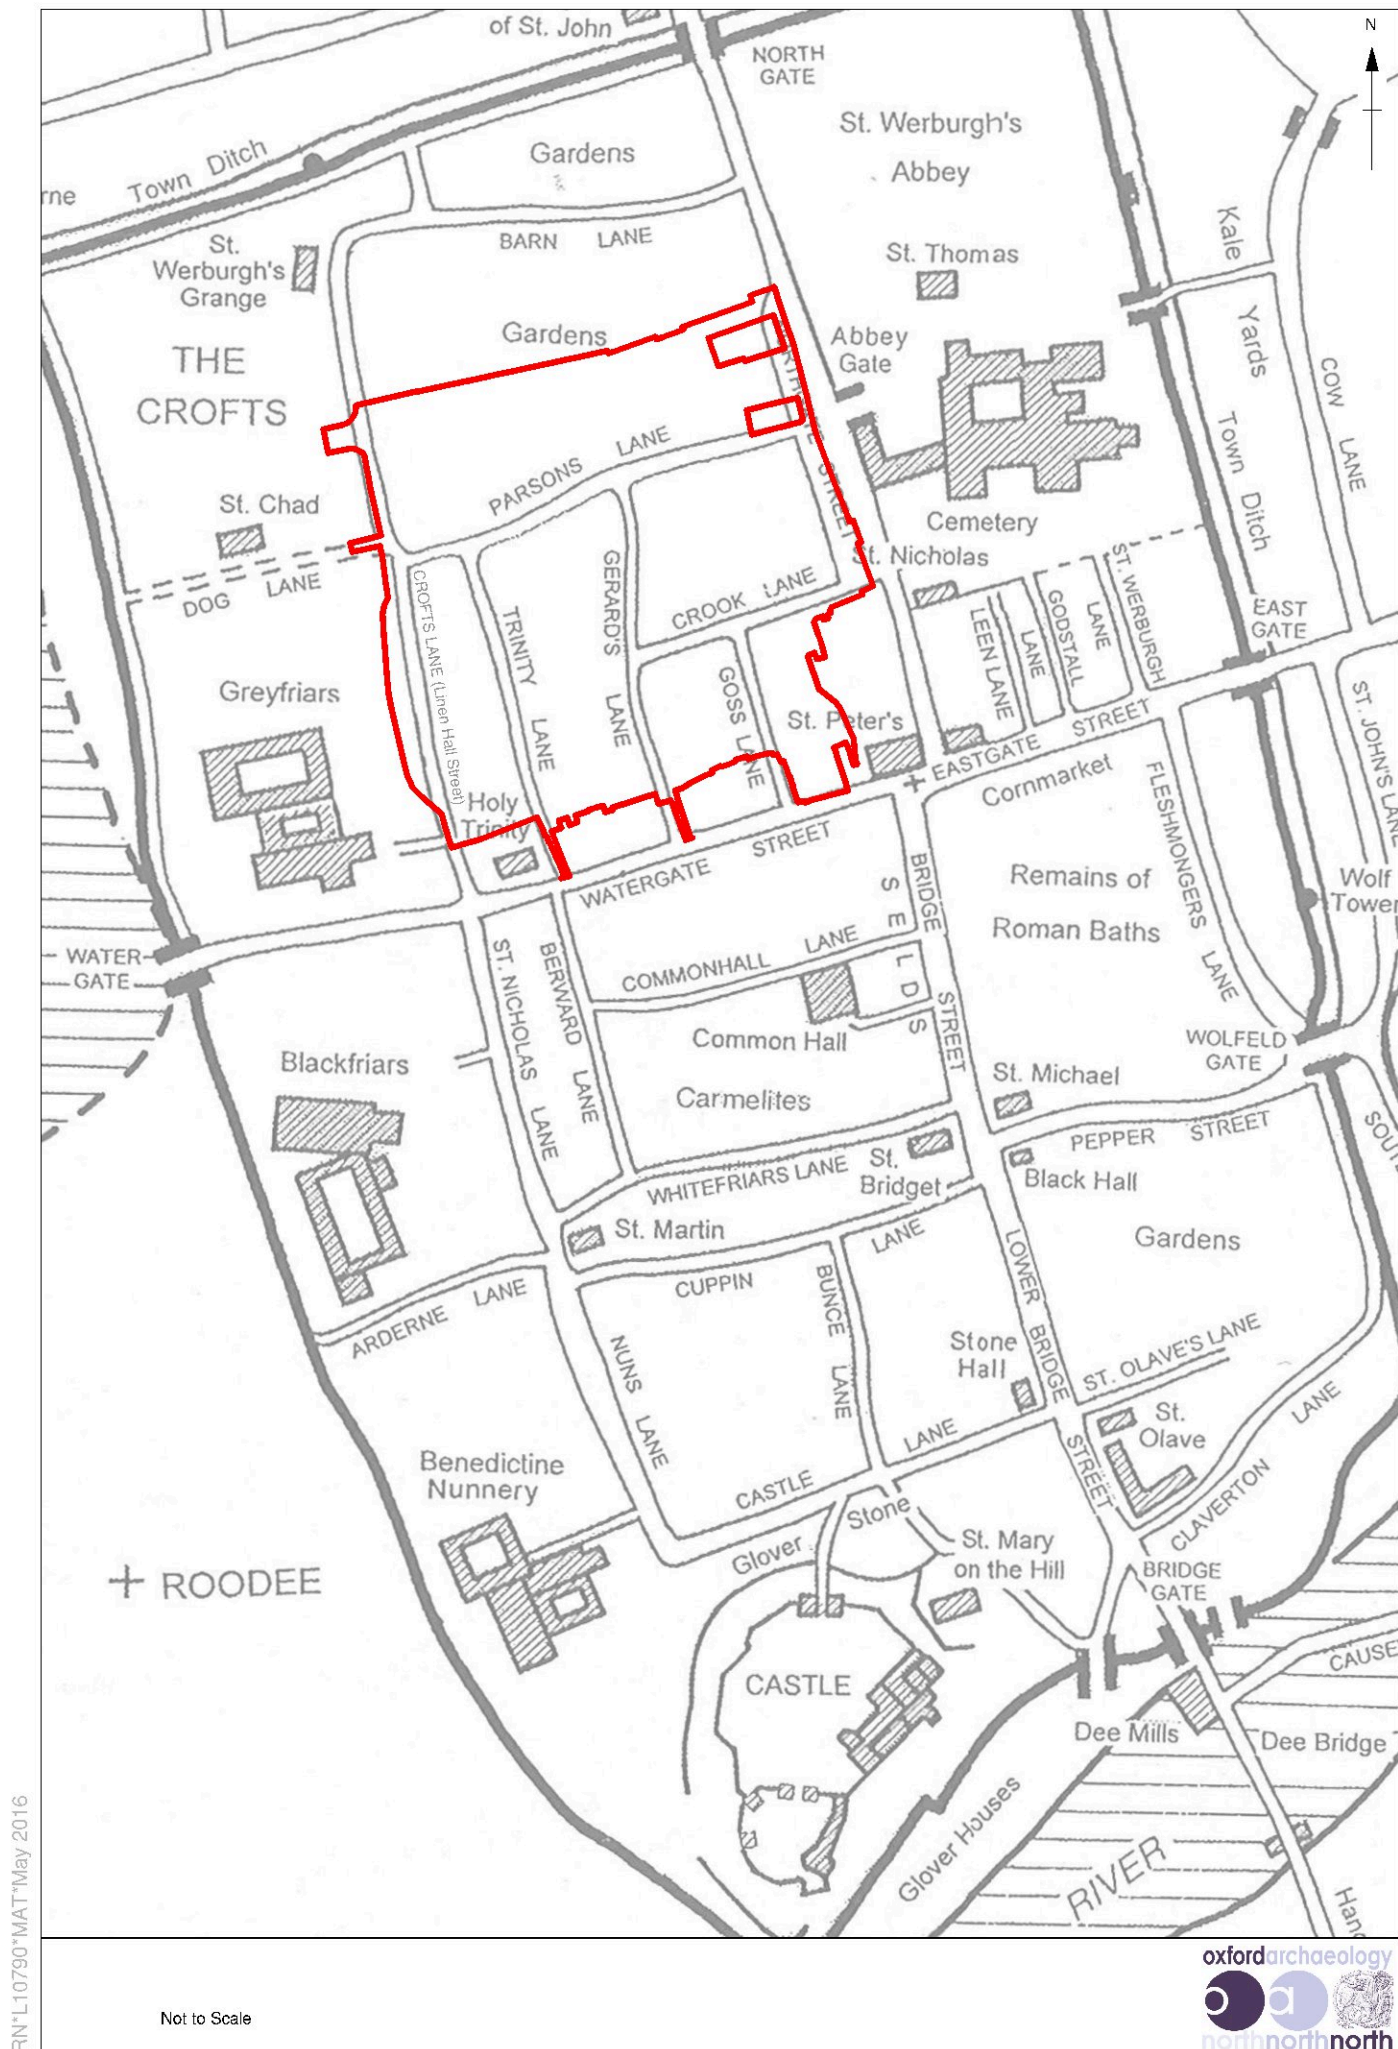 of St. John
N
NORTH
GATE
St. Werburgh's
Abbey
Town Ditch
Gardens
rne
Kale
Yards
St.
Werburgh's
Grange
BARN LANE
St. Thomas
Gardens
Abbey
Gate
THE
CROFTS
COW
LANE
Town Ditch
PARSONS LANE
STREET
St. Chad
Cemetery
St. Nicholas
DOG LANE
CROFTS LANE (Linen Hall Street)
TRINITY LANE
GERARD'S LANE
CROOK LANE
GOSS LANE
LEEN LANE
GODSTALL LANE
ST. WERBURGH LANE
EAST
GATE
Greyfriars
St. Peter's
EASTGATE STREET
ST. JOHN'S LANE
Cornmarket
FLESHMONGERS LANE
Holy
Trinity
WATERGATE STREET
Remains of
Roman Baths
Wolf
Tower
WATER-
GATE
BRIDGE STREET
SELDS
ST. NICHOLAS LANE
BERWARD LANE
COMMONHALL LANE
Common Hall
WOLFELD
GATE
Blackfriars
Carmelites
St. Michael
PEPPER STREET
SOUT
WHITEFRIARS LANE
St.
Bridget
Black Hall
St. Martin
Gardens
CUPPIN LANE
BUNCE LANE
LOWER BRIDGE STREET
ARDERNE LANE
NUNS LANE
Stone
Hall
ST. OLAVE'S LANE
St.
Olave
CLAVERTON LANE
Benedictine
Nunnery
CASTLE LANE
Glover Stone
St. Mary
on the Hill
BRIDGE
GATE
ROODEE
CASTLE
CAUSE
Dee Mills
Dee Bridge
Glover Houses
RIVER
Hand
RN*L10790*MAT*May 2016
Not to Scale
oxfordarchaeology
o a
northnorthnorth